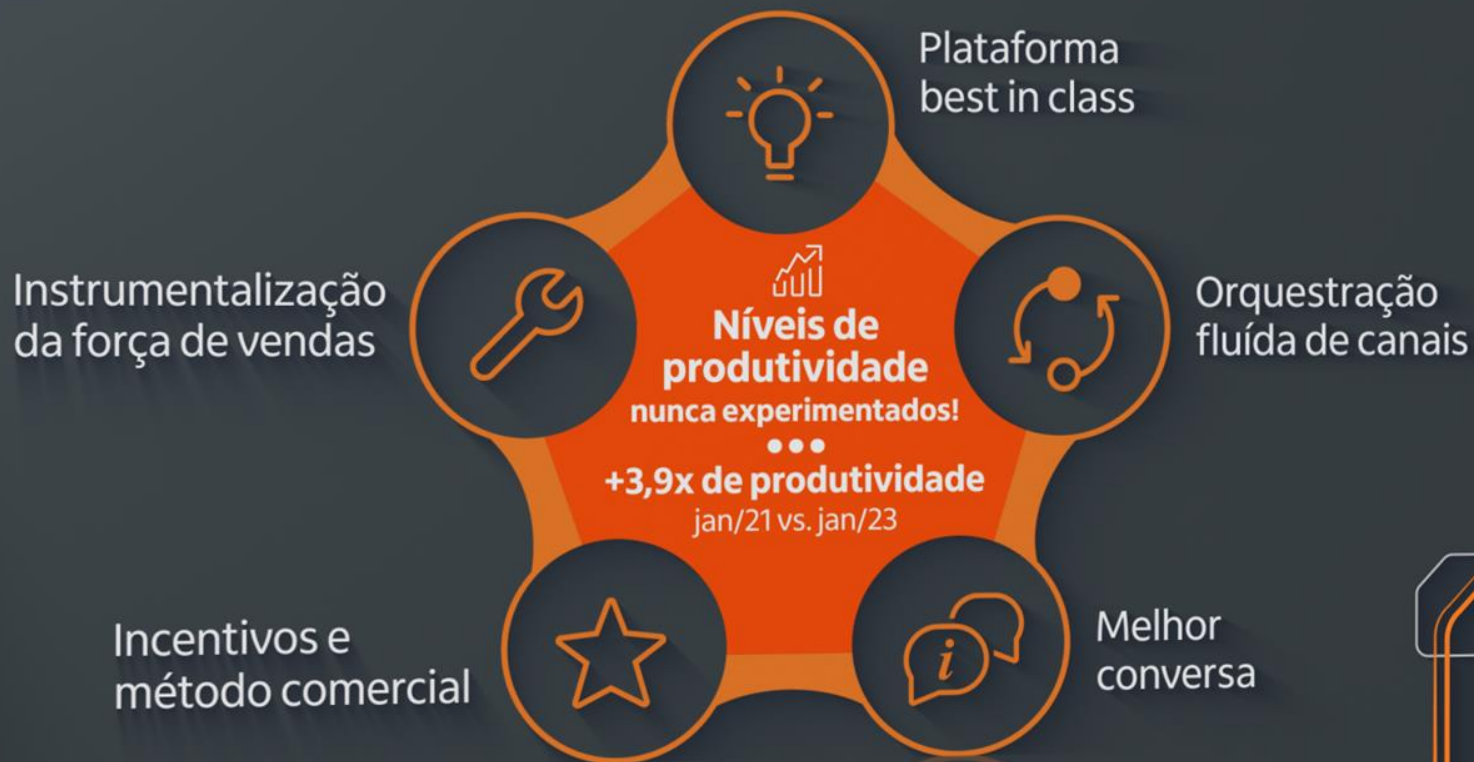 Plataforma
best in class
Instrumentalização
da força de vendas
Orquestração
fluída de canais
Níveis de
produtividade
nunca experimentados!
•••
+3,9x de produtividade
jan/21 vs. jan/23
Incentivos e
método comercial
i
Melhor
conversa